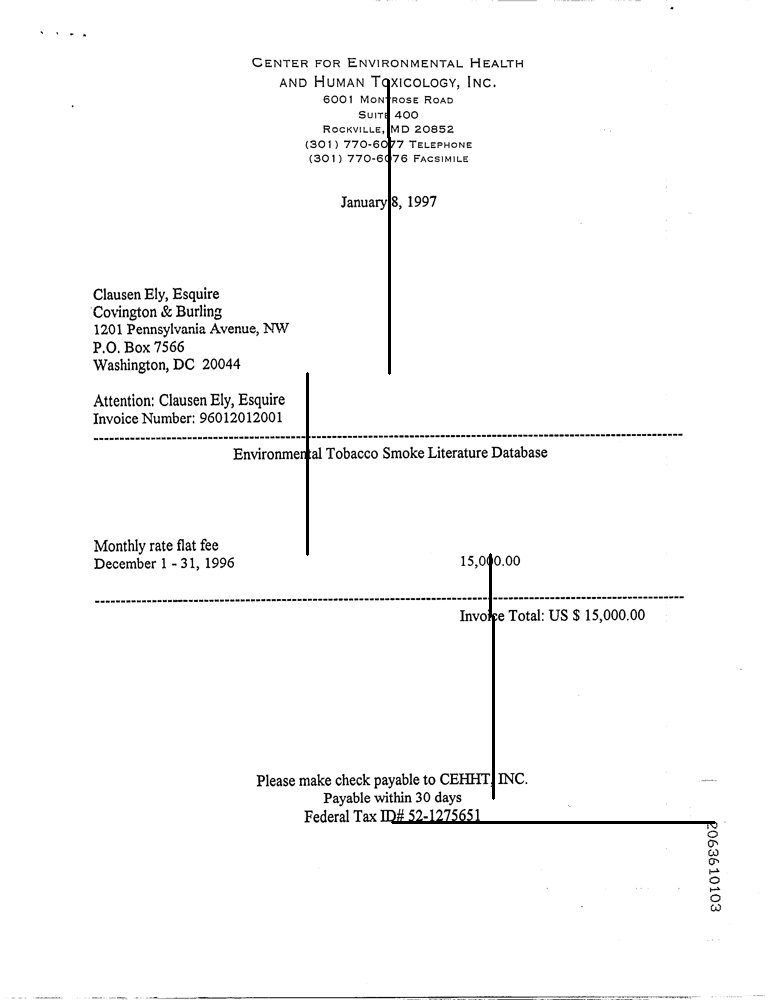 CENTER FOR ENVIRONMENTAL HEALTH
AND HUMAN TOXICOLOGY, INC.
6001 MONTROSE ROAD
SUITE 400
ROCKVILLE, MD 20852
(301) 770-6077 TELEPHONE
(301) 770-6076 FACSIMILE
January 8, 1997
Clausen Ely, Esquire
Covington & Burling
1201 Pennsylvania Avenue, NW
P.O. Box 7566
Washington, DC 20044
Attention: Clausen Ely, Esquire
Invoice Number: 96012012001
Environmental Tobacco Smoke Literature Database
Monthly rate flat fee
December 1 - 31, 1996 15,000.00
Invoice Total: US $ 15,000.00
Please make check payable to CEHHT, INC.
Payable within 30 days
Federal Tax ID# 52-1275651
2063610103